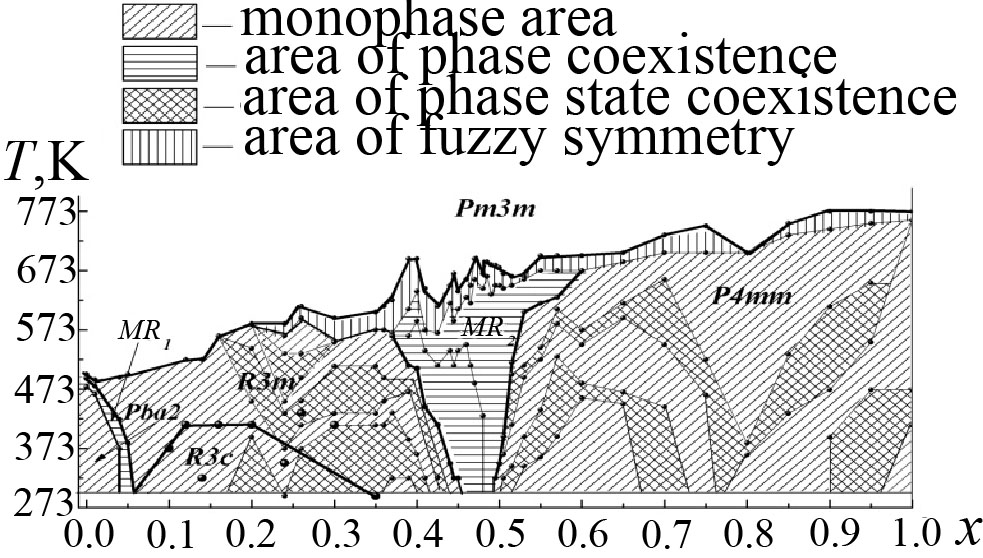 monophase area
area of phase coexistence
area of phase state coexistence
area of fuzzy symmetry
T,K
773
673
573
473
373
273
Pm3m
P4mm
MR1
MR2
R3m
Pba2
R3c
0.0 0.1 0.2 0.3 0.4 0.5 0.6 0.7 0.8 0.9 1.0 x